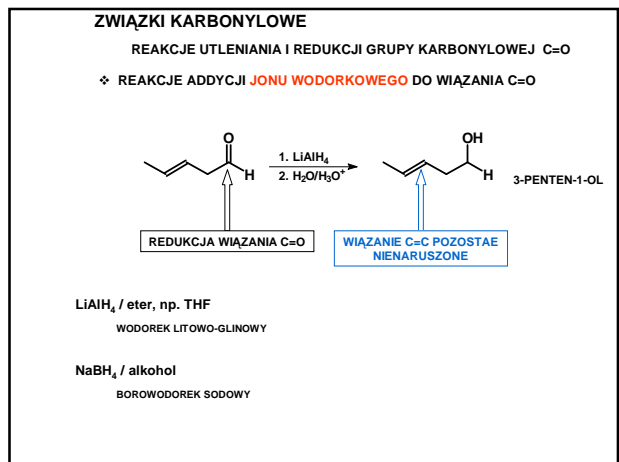 ZWIĄZKI KARBONYLOWE
REAKCJE UTLENIANIA I REDUKCJI GRUPY KARBONYLOWEJ C=O
❖ REAKCJE ADDYCJI JONU WODORKOWEGO DO WIĄZANIA C=O
O
H
1. LiAlH₄
2. H₂O/H₃O⁺
OH
H
3-PENTEN-1-OL
REDUKCJA WIĄZANIA C=O
WIĄZANIE C=C POZOSTAE
NIENARUSZONE
LiAlH₄ / eter, np. THF
WODOREK LITOWO-GLINOWY
NaBH₄ / alkohol
BOROWODOREK SODOWY